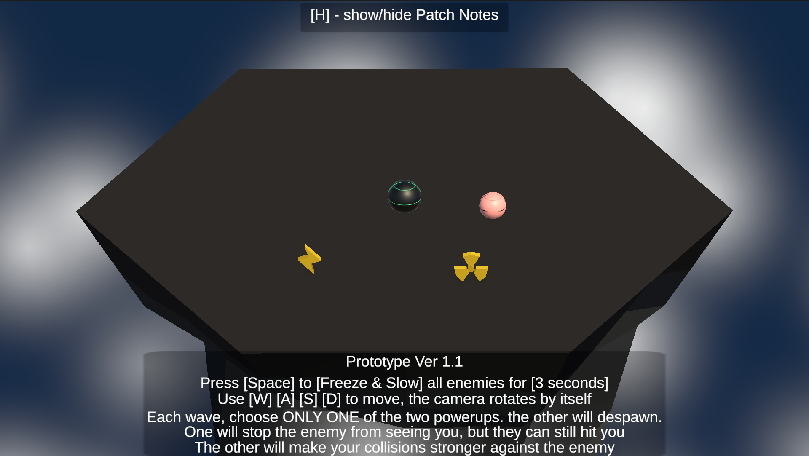 [H] - show/hide Patch Notes
Prototype Ver 1.1
Press [Space] to [Freeze & Slow] all enemies for [3 seconds]
Use [W] [A] [S] [D] to move, the camera rotates by itself
Each wave, choose ONLY ONE of the two powerups. the other will despawn.
One will stop the enemy from seeing you, but they can still hit you
The other will make your collisions stronger against the enemy